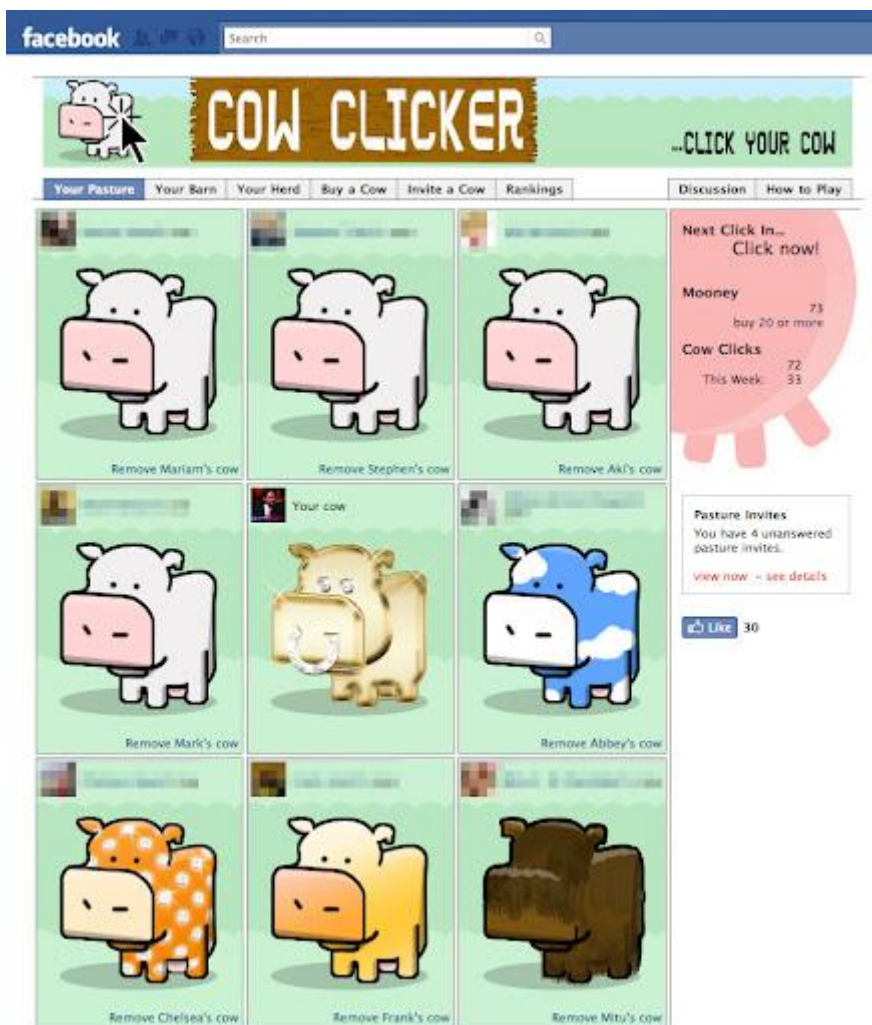 facebook
Search
COW CLICKER
...CLICK YOUR COW
Your Pasture Your Barn Your Herd Buy a Cow Invite a Cow Rankings Discussion How to Play
Next Click In...
Click now!
Mooney
73
buy 20 or more
Cow Clicks
72
This Week: 33
Remove Mariam's cow Remove Stephen's cow Remove Aki's cow
Your cow
Pasture Invites
You have 4 unanswered
pasture invites.
view now - see details
Like 30
Remove Mark's cow Remove Abbey's cow
Remove Chelsea's cow Remove Frank's cow Remove Mitu's cow